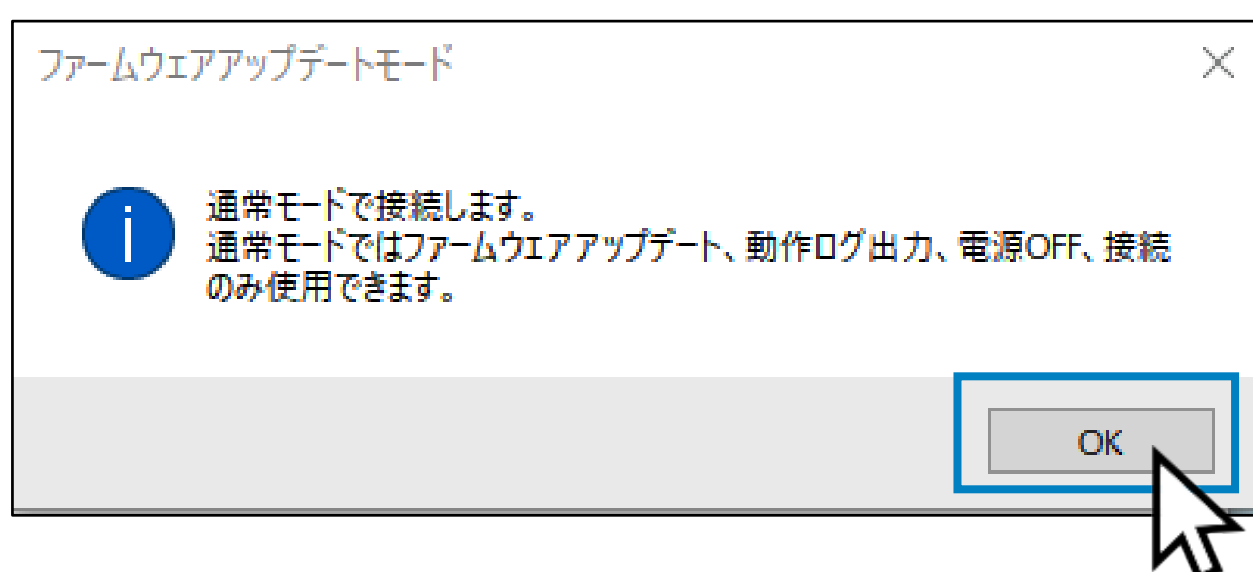 ファームウェアアップデートモード
通常モードで接続します。
通常モードではファームウェアアップデート、動作ログ出力、電源OFF、接続
のみ使用できます。
OK